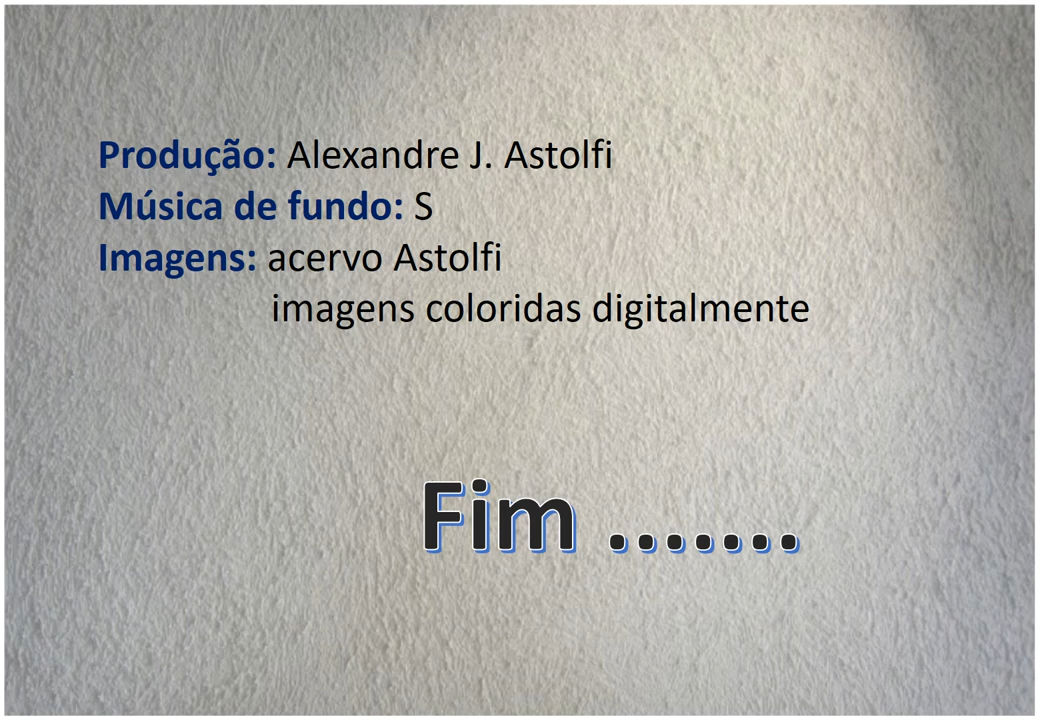 Produção: Alexandre J. Astolfi
Música de fundo: S
Imagens: acervo Astolfi
imagens coloridas digitalmente
Fim .......